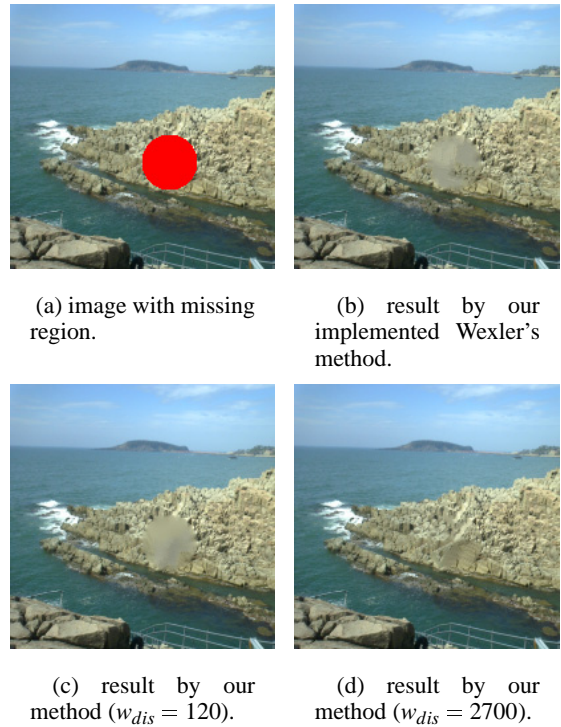 (a) image with missing
region.
(b) result by our
implemented Wexler's
method.
(c) result by our
method (w_dis = 120).
(d) result by our
method (w_dis = 2700).